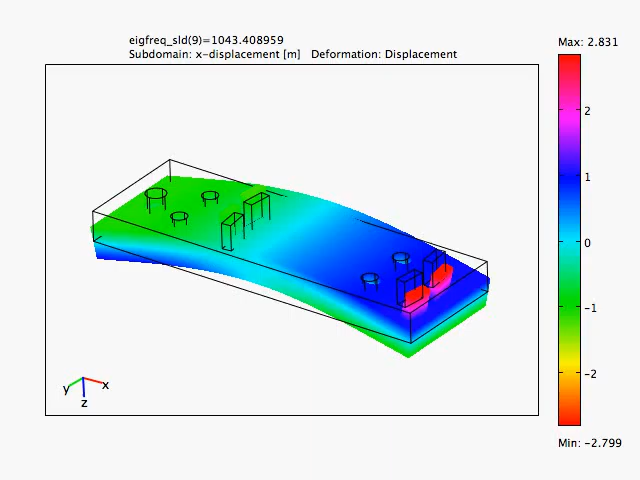 eigfreq_sld(9)=1043.408959
Subdomain: x-displacement [m]   Deformation: Displacement
Max: 2.831
2
1
0
-1
-2
Min: -2.799
y
x
z